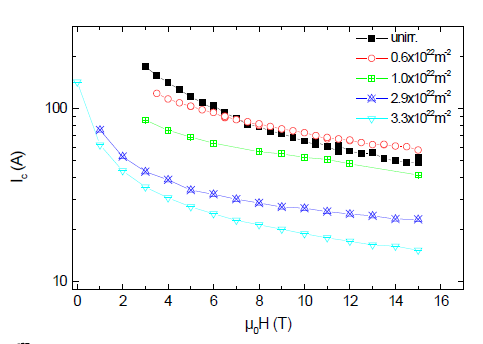 unirr.
0.6x10²²m⁻²
1.0x10²²m⁻²
2.9x10²²m⁻²
3.3x10²²m⁻²
100
10
I_c (A)
0 2 4 6 8 10 12 14 16
μ₀H (T)